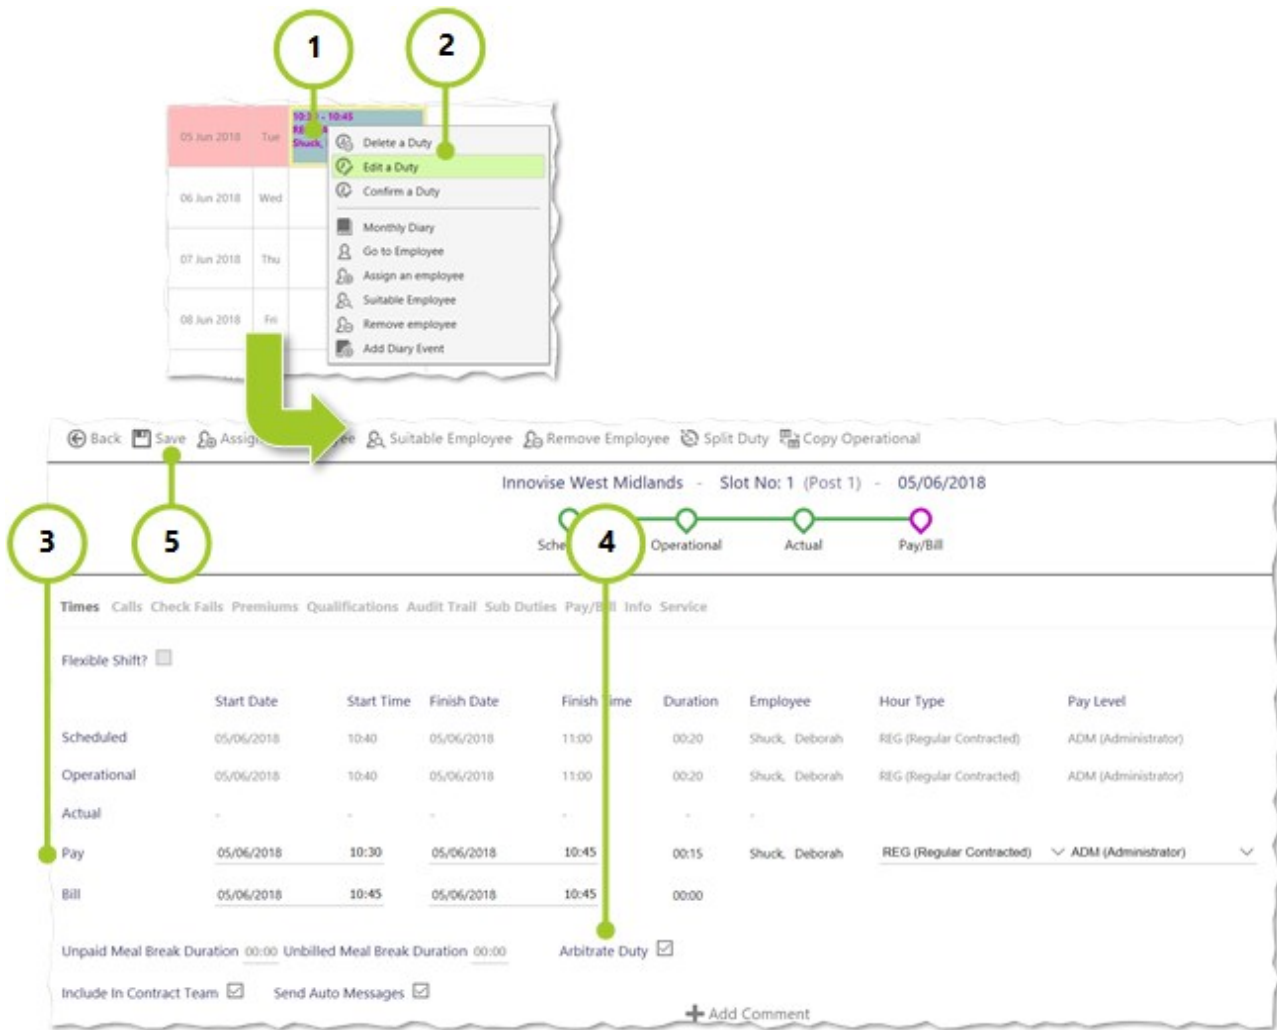 1 2
10:30 - 10:45
05 Jun 2018 Tue Shuck,
Delete a Duty
Edit a Duty
06 Jun 2018 Wed Confirm a Duty
Monthly Diary
07 Jun 2018 Thu Go to Employee
Assign an employee
Suitable Employee
08 Jun 2018 Fri Remove employee
Add Diary Event
Back Save Suitable Employee Remove Employee Split Duty Copy Operational
Innovise West Midlands - Slot No: 1 (Post 1) - 05/06/2018
3 5 4
Operational Actual Pay/Bill
Times Calls Check Fails Premiums Qualifications Audit Trail Sub Duties Pay/Bill Info Service
Flexible Shift?
Start Date Start Time Finish Date Finish Time Duration Employee Hour Type Pay Level
Scheduled 05/06/2018 10:40 05/06/2018 11:00 00:20 Shuck, Deborah REG (Regular Contracted) ADM (Administrator)
Operational 05/06/2018 10:40 05/06/2018 11:00 00:20 Shuck, Deborah REG (Regular Contracted) ADM (Administrator)
Actual - - - - - -
Pay 05/06/2018 10:30 05/06/2018 10:45 00:15 Shuck, Deborah REG (Regular Contracted) ADM (Administrator)
Bill 05/06/2018 10:45 05/06/2018 10:45 00:00
Unpaid Meal Break Duration 00:00 Unbilled Meal Break Duration 00:00 Arbitrate Duty
Include In Contract Team Send Auto Messages
Add Comment